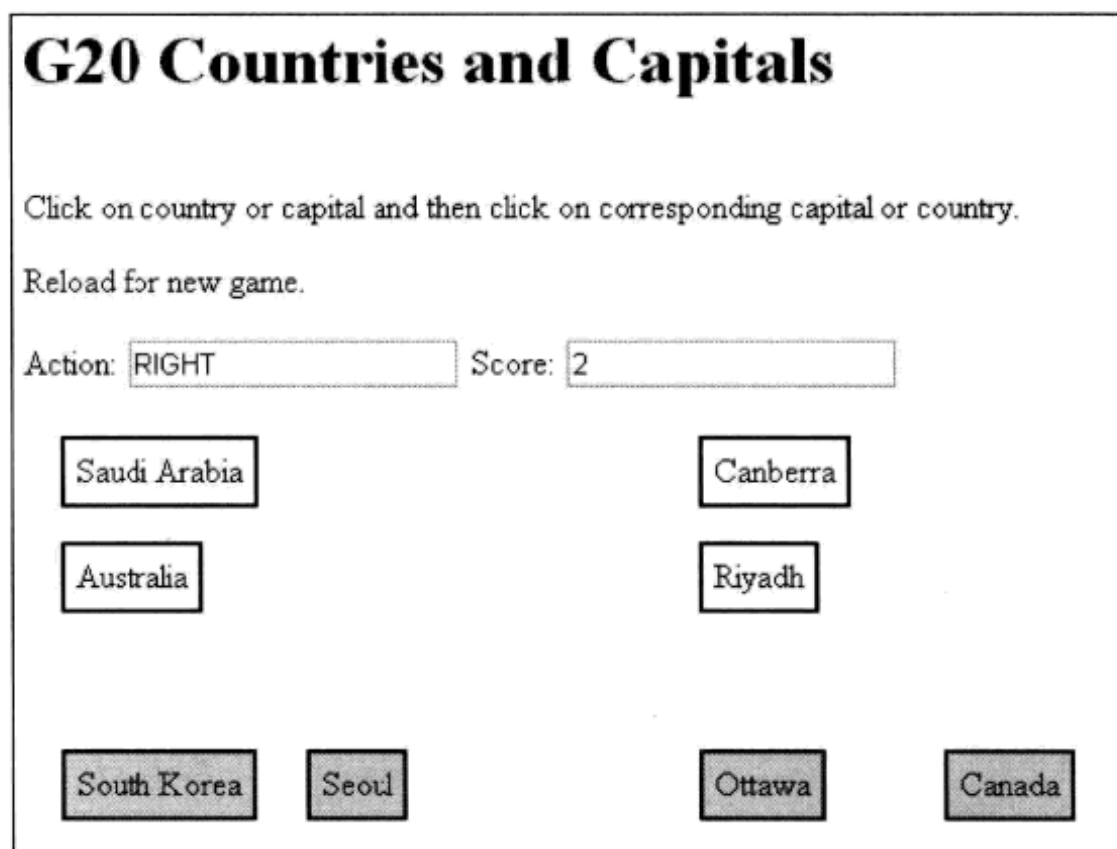 G20 Countries and Capitals
Click on country or capital and then click on corresponding capital or country.
Reload for new game.
Action: RIGHT Score: 2
Saudi Arabia Canberra
Australia Riyadh
South Korea Seoul Ottawa Canada